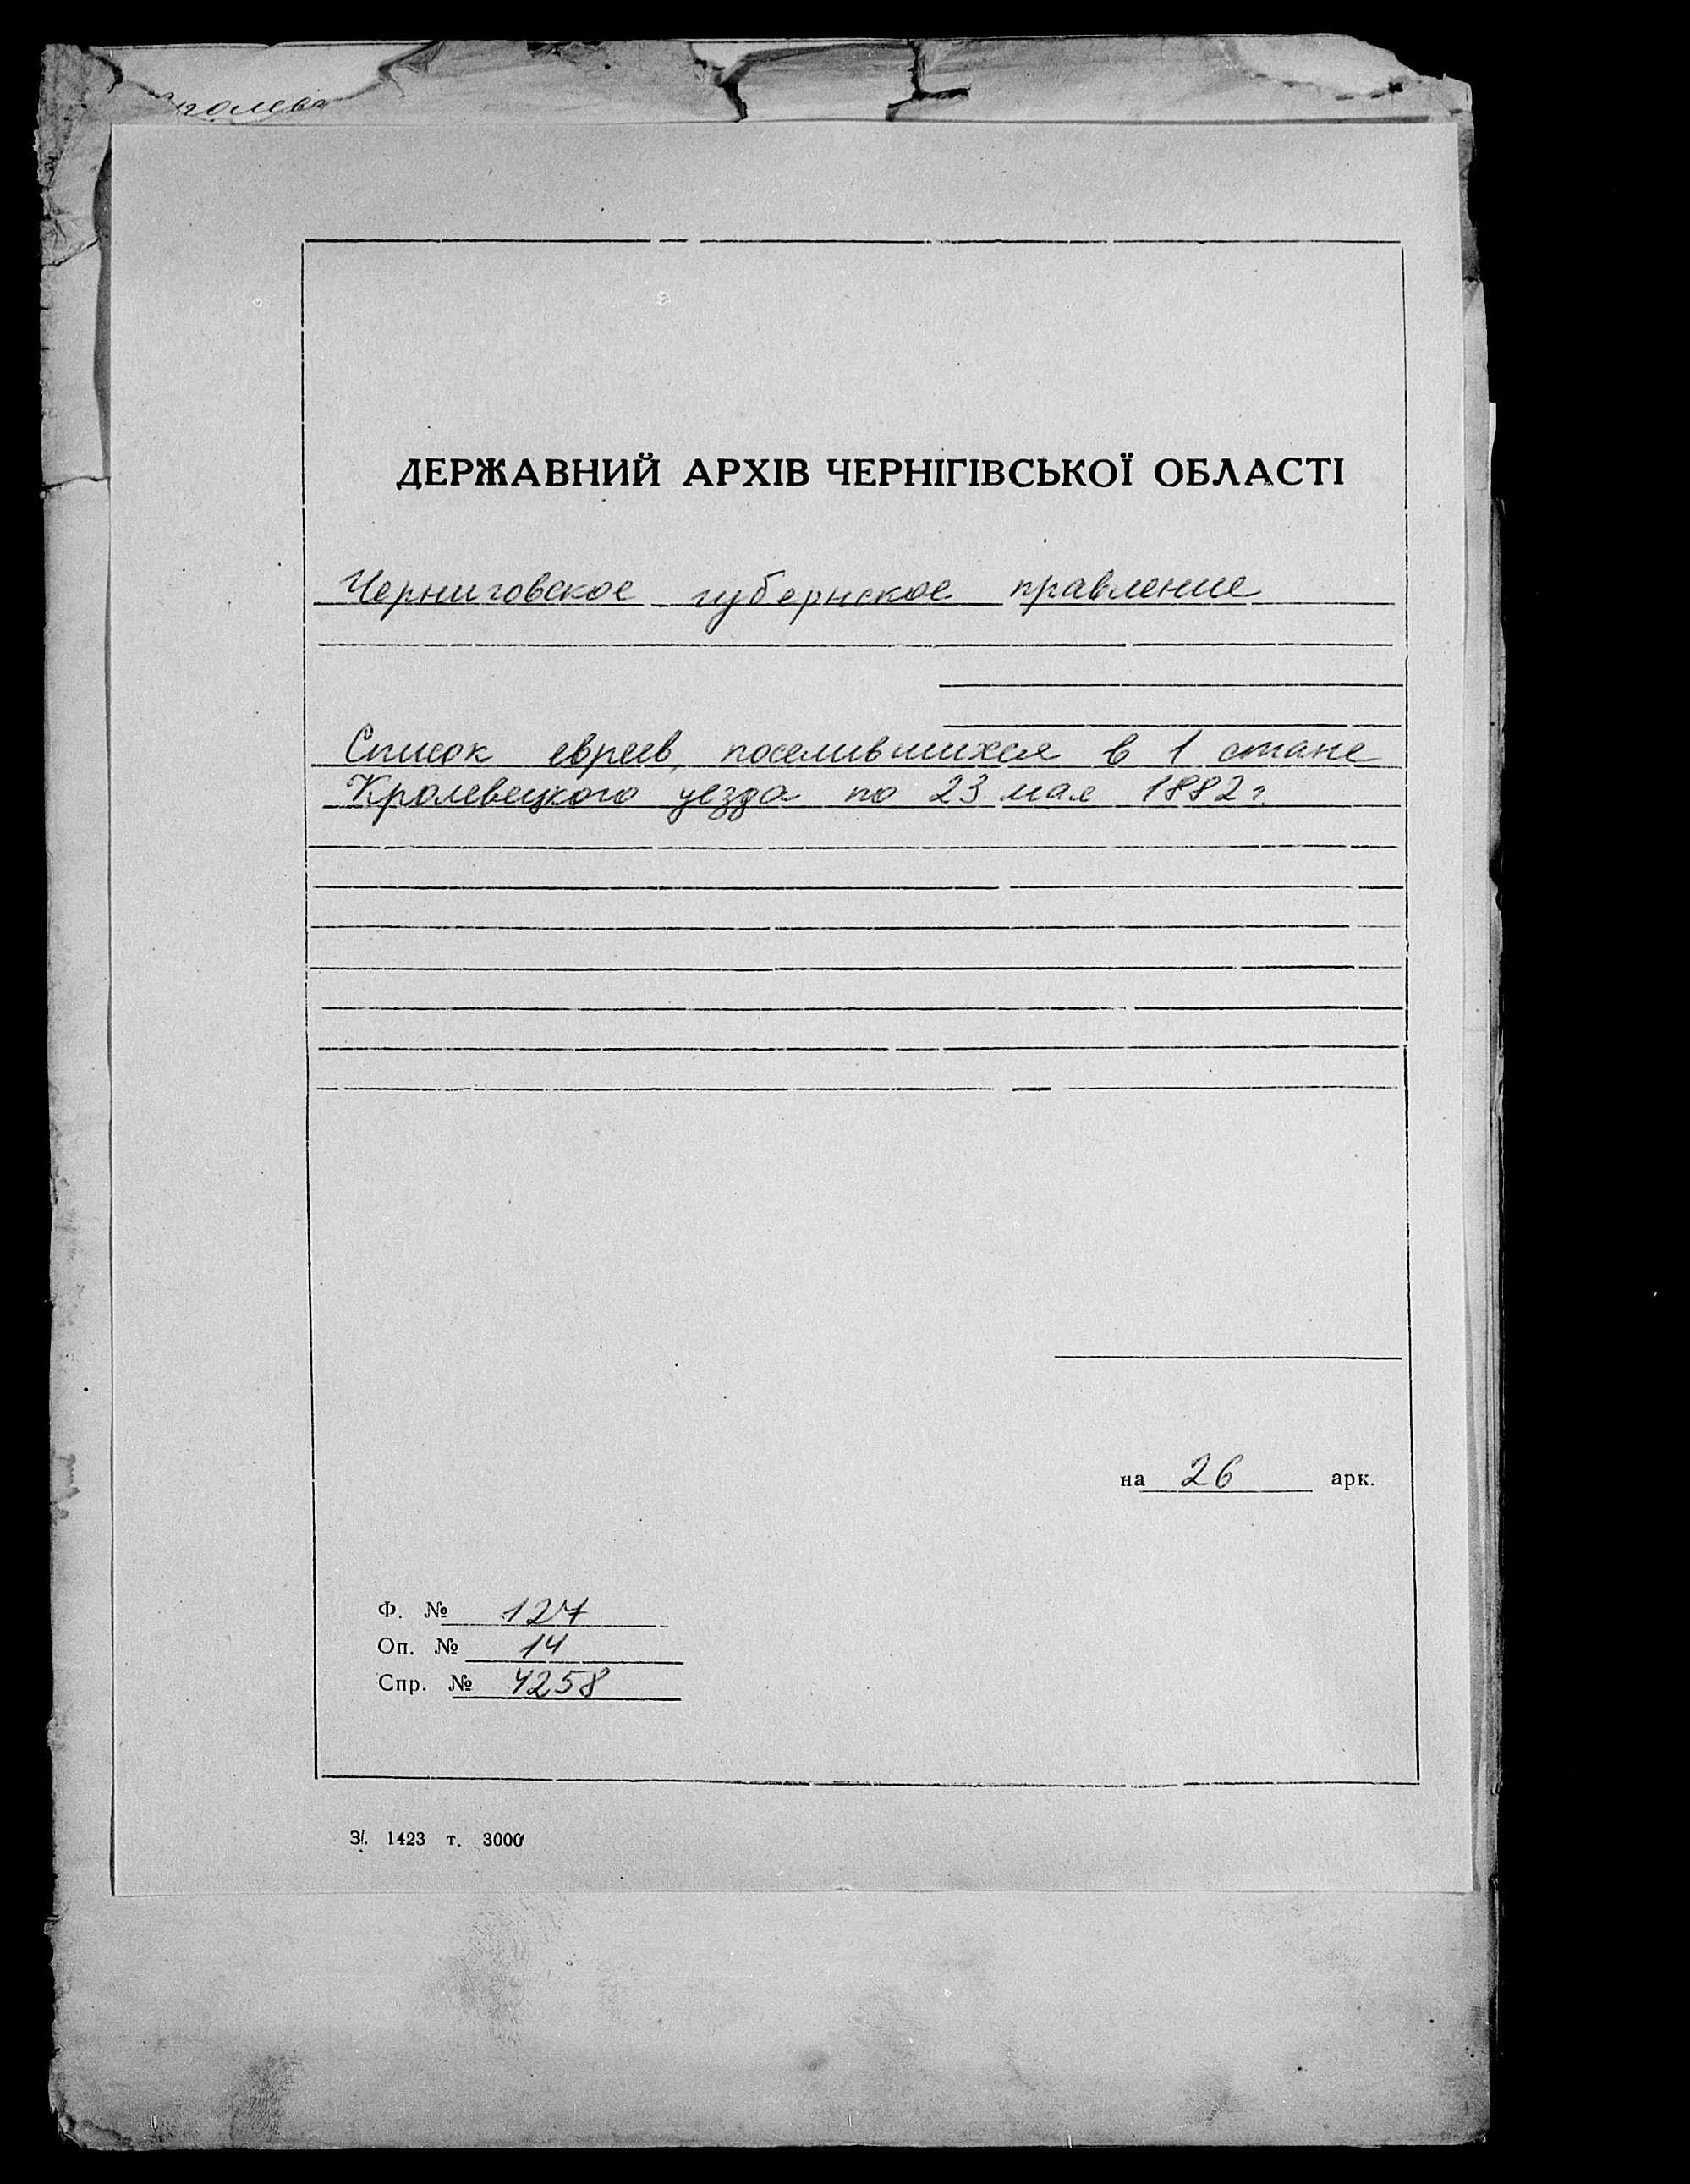 ДЕРЖАВНИЙ АРХІВ ЧЕРНІГІВСЬКОЇ ОБЛАСТІ
Черниговское губернское правление
Список евреев, поселившихся в 1 стане
Кролевецкого уезда по 23 мая 1882 г.
на 26 арк.
Ф. № 127
Оп. № 14
Спр. № 4258
З. 1423 т. 3000